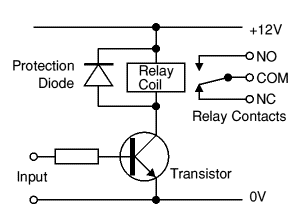 +12V
Protection
Diode
Relay
Coil
NO
COM
NC
Relay Contacts
Input
Transistor
0V